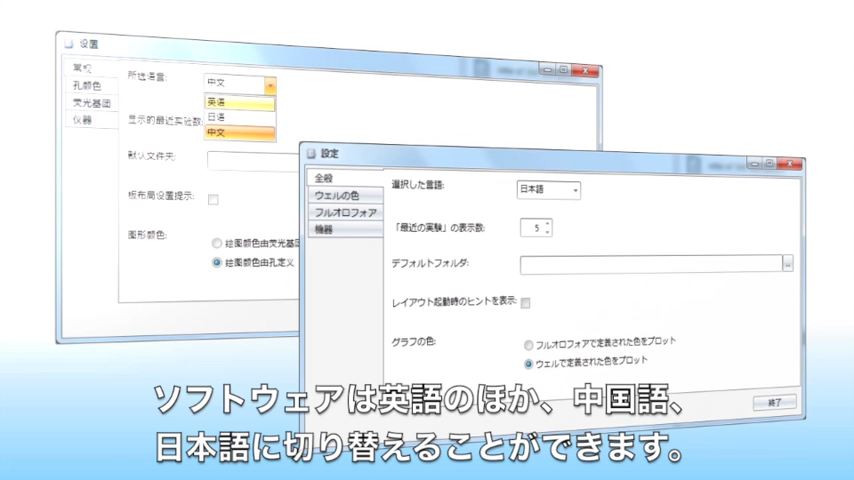 设置
常规
孔颜色
荧光基团
仪器
所选语言:
中文
英语
日语
中文
显示的最近实验数:
默认文件夹:
板布局设置提示:
图形颜色:
绘图颜色由荧光基团
绘图颜色由孔定义
設定
全般
ウェルの色
フルオロフォア
機器
選択した言語:
日本語
「最近の実験」の表示数:
5
デフォルトフォルダ:
...
レイアウト起動時のヒントを表示:
グラフの色:
フルオロフォアで定義された色をプロット
ウェルで定義された色をプロット
終了
ソフトウェアは英語のほか、中国語、
日本語に切り替えることができます。